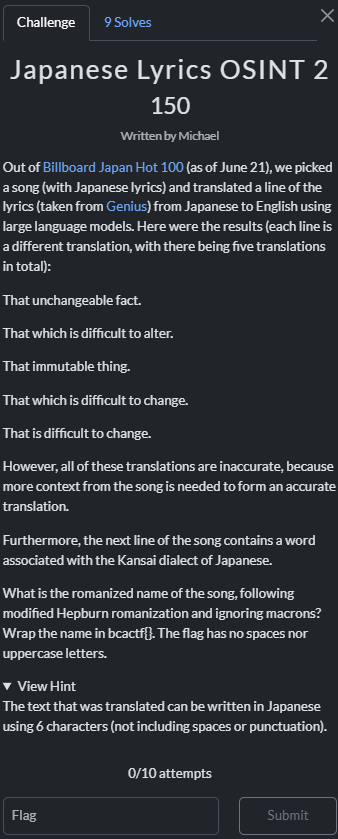 Challenge
9 Solves
Japanese Lyrics OSINT 2
150
Written by Michael
Out of Billboard Japan Hot 100 (as of June 21), we picked
a song (with Japanese lyrics) and translated a line of the
lyrics (taken from Genius) from Japanese to English using
large language models. Here were the results (each line is
a different translation, with there being five translations
in total):
That unchangeable fact.
That which is difficult to alter.
That immutable thing.
That which is difficult to change.
That is difficult to change.
However, all of these translations are inaccurate, because
more context from the song is needed to form an accurate
translation.
Furthermore, the next line of the song contains a word
associated with the Kansai dialect of Japanese.
What is the romanized name of the song, following
modified Hepburn romanization and ignoring macrons?
Wrap the name in bcactf{}. The flag has no spaces nor
uppercase letters.
▼ View Hint
The text that was translated can be written in Japanese
using 6 characters (not including spaces or punctuation).
0/10 attempts
Flag
Submit